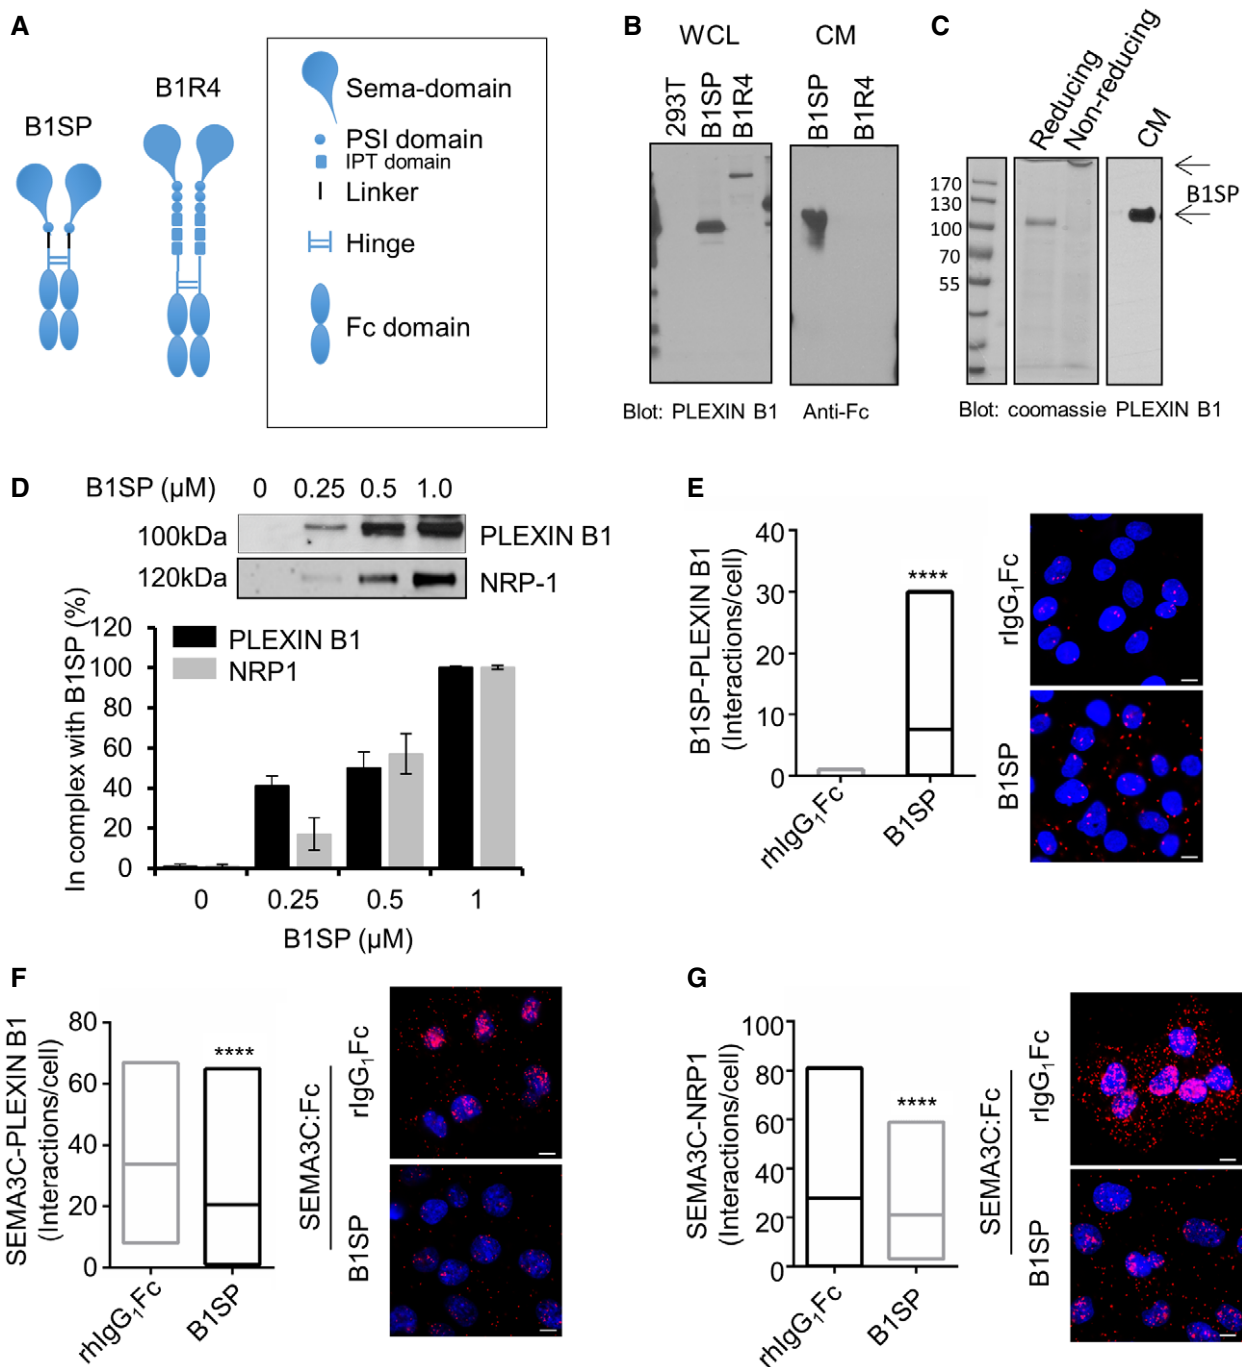 A
B1SP
B1R4
Sema-domain
PSI domain
IPT domain
Linker
Hinge
Fc domain
B
WCL
CM
293T
B1SP
B1R4
B1SP
B1R4
Blot: PLEXIN B1
Anti-Fc
C
Reducing
Non-reducing
CM
170
130
100
70
55
B1SP
Blot: coomassie PLEXIN B1
D
B1SP (µM) 0 0.25 0.5 1.0
100kDa
PLEXIN B1
120kDa
NRP-1
In complex with B1SP (%)
120
100
80
60
40
20
0
PLEXIN B1
NRP1
0 0.25 0.5 1
B1SP (µM)
E
B1SP-PLEXIN B1
(Interactions/cell)
40
30
20
10
0
****
rhIgG₁Fc
B1SP
rIgG₁Fc
B1SP
F
SEMA3C-PLEXIN B1
(Interactions/cell)
80
60
40
20
0
****
rhIgG₁Fc
B1SP
SEMA3C:Fc
rIgG₁Fc
B1SP
G
SEMA3C-NRP1
(Interactions/cell)
100
80
60
40
20
0
****
rhIgG₁Fc
B1SP
SEMA3C:Fc
rIgG₁Fc
B1SP